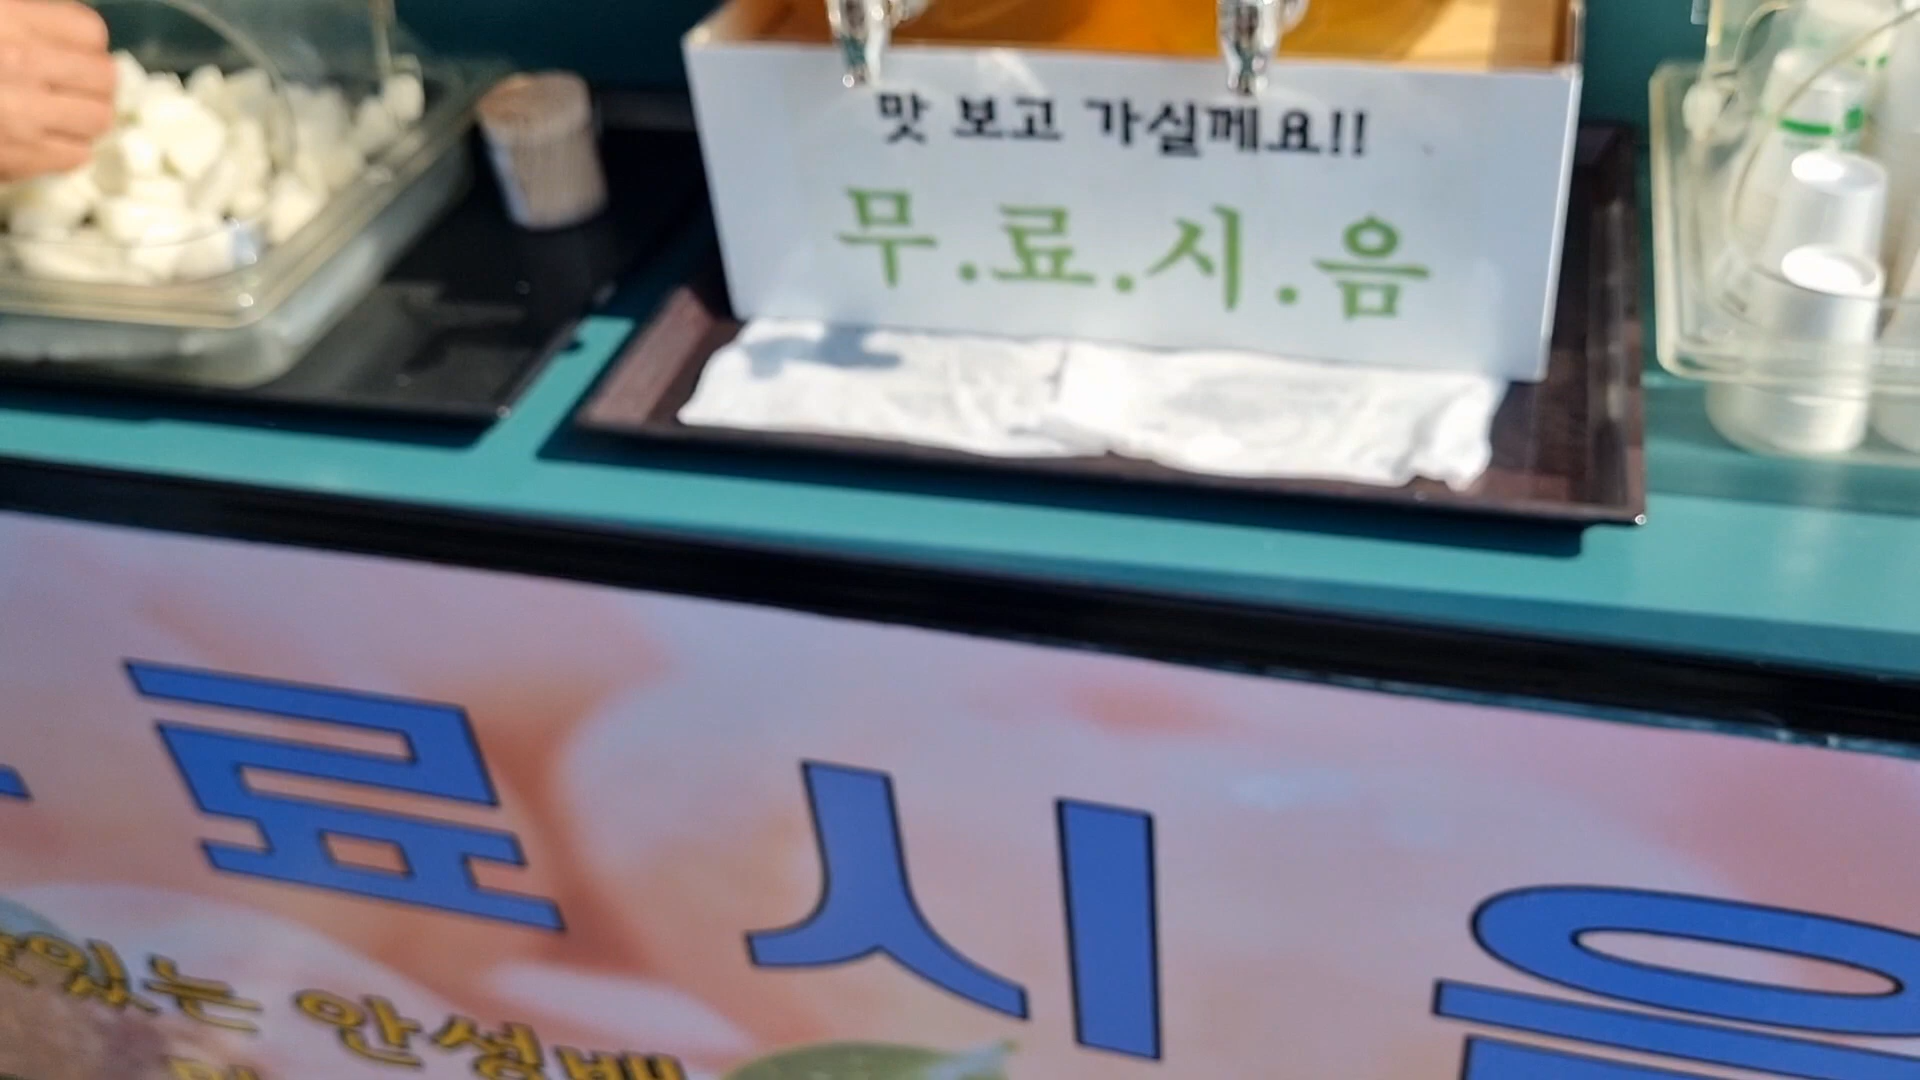 맛 보고 가실께요!!
무.료.시.음
료시음
맛있는 안성배